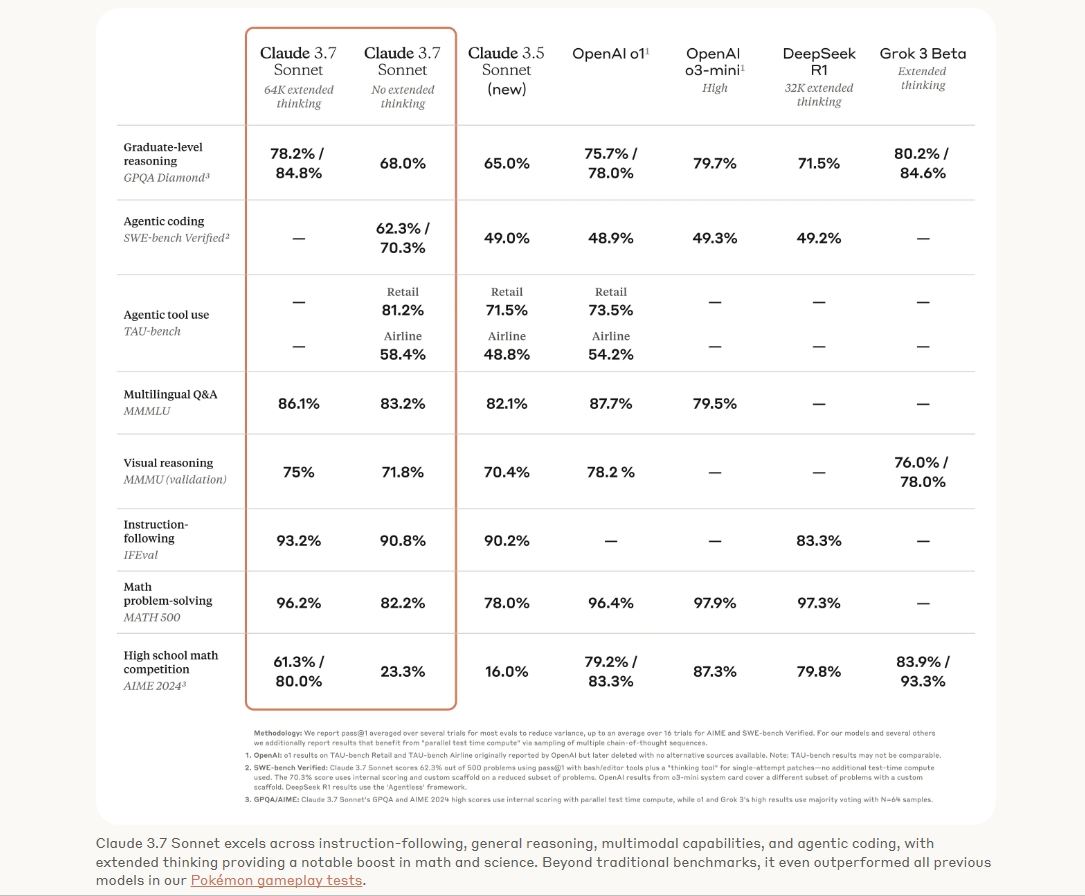 Claude 3.7 Sonnet 64K extended thinking
Claude 3.7 Sonnet No extended thinking
Claude 3.5 Sonnet (new)
OpenAI o1¹
OpenAI o3-mini¹ High
DeepSeek R1 32K extended thinking
Grok 3 Beta Extended thinking
Graduate-level reasoning GPQA Diamond³
78.2% / 84.8%
68.0%
65.0%
75.7% / 78.0%
79.7%
71.5%
80.2% / 84.6%
Agentic coding SWE-bench Verified²
—
62.3% / 70.3%
49.0%
48.9%
49.3%
49.2%
—
Agentic tool use TAU-bench
—
Retail 81.2%
Retail 71.5%
Retail 73.5%
—
—
—
—
Airline 58.4%
Airline 48.8%
Airline 54.2%
—
—
—
Multilingual Q&A MMMLU
86.1%
83.2%
82.1%
87.7%
79.5%
—
—
Visual reasoning MMMU (validation)
75%
71.8%
70.4%
78.2 %
—
—
76.0% / 78.0%
Instruction-following IFEval
93.2%
90.8%
90.2%
—
—
83.3%
—
Math problem-solving MATH 500
96.2%
82.2%
78.0%
96.4%
97.9%
97.3%
—
High school math competition AIME 2024³
61.3% / 80.0%
23.3%
16.0%
79.2% / 83.3%
87.3%
79.8%
83.9% / 93.3%
Methodology: We report pass@1 averaged over several trials for most evals to reduce variance, up to an average over 16 trials for AIME and SWE-bench Verified. For our models and several others
we additionally report results that benefit from "parallel test time compute" via sampling of multiple chain-of-thought sequences.
1. OpenAI: o1 results on TAU-bench Retail and TAU-bench Airline originally reported by OpenAI but later deleted with no alternative sources available. Note: TAU-bench results may not be comparable.
2. SWE-bench Verified: Claude 3.7 Sonnet scores 62.3% out of 500 problems using pass@1 with bash/editor tools plus a "thinking tool" for single-attempt patches—no additional test-time compute
used. The 70.3% score uses internal scoring and custom scaffold on a reduced subset of problems. OpenAI results from o3-mini system card cover a different subset of problems with a custom
scaffold. DeepSeek R1 results use the 'Agentless' framework.
3. GPQA/AIME: Claude 3.7 Sonnet's GPQA and AIME 2024 high scores use internal scoring with parallel test time compute, while o1 and Grok 3's high results use majority voting with N=64 samples.
Claude 3.7 Sonnet excels across instruction-following, general reasoning, multimodal capabilities, and agentic coding, with
extended thinking providing a notable boost in math and science. Beyond traditional benchmarks, it even outperformed all previous
models in our Pokémon gameplay tests.